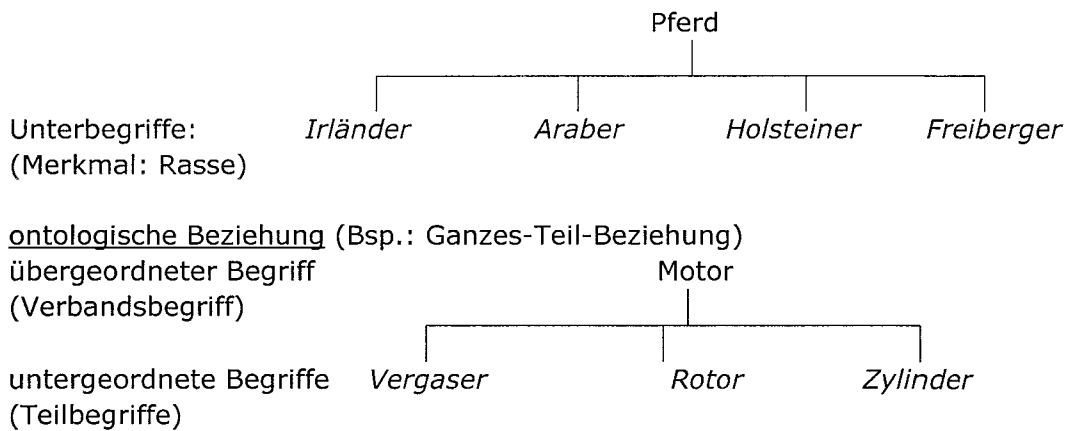 Pferd
Unterbegriffe: Irländer Araber Holsteiner Freiberger
(Merkmal: Rasse)
ontologische Beziehung (Bsp.: Ganzes-Teil-Beziehung)
übergeordneter Begriff Motor
(Verbandsbegriff)
untergeordnete Begriffe Vergaser Rotor Zylinder
(Teilbegriffe)